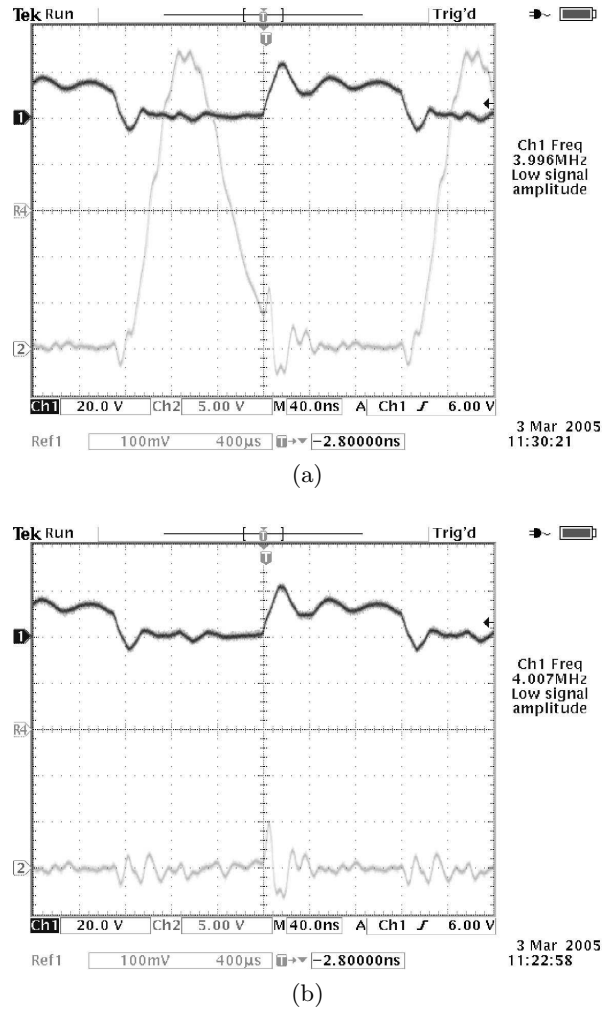 Tek Run [ T ] Trig'd
T
1
Ch1 Freq
3.996MHz
Low signal
amplitude
R4
2
Ch1 20.0 V Ch2 5.00 V M 40.0ns A Ch1 6.00 V
3 Mar 2005
Ref1 100mV 400µs T→▾ −2.80000ns 11:30:21
(a)
Tek Run [ T ] Trig'd
T
1
Ch1 Freq
4.007MHz
Low signal
amplitude
R4
2
Ch1 20.0 V Ch2 5.00 V M 40.0ns A Ch1 6.00 V
3 Mar 2005
Ref1 100mV 400µs T→▾ −2.80000ns 11:22:58
(b)